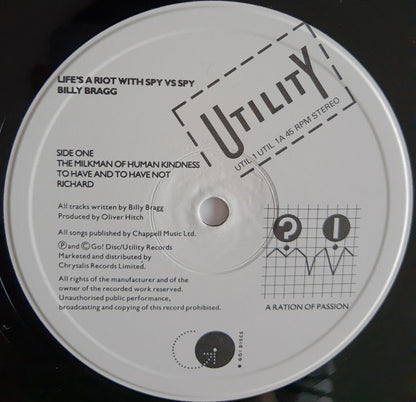 LIFE'S A RIOT WITH SPY VS SPY
BILLY BRAGG
UTILITY
UTIL 1 UTIL 1A 45 RPM STEREO
SIDE ONE
THE MILKMAN OF HUMAN KINDNESS
TO HAVE AND TO HAVE NOT
RICHARD
All tracks written by Billy Bragg
Produced by Oliver Hitch
All songs published by Chappell Music Ltd.
Ⓟ and © Go! Disc/Utility Records
Marketed and distributed by
Chrysalis Records Limited.
All rights of the manufacturer and of the
owner of the recorded work reserved.
Unauthorised public performance,
broadcasting and copying of this record prohibited.
? !
A RATION OF PASSION
GO! DISCS